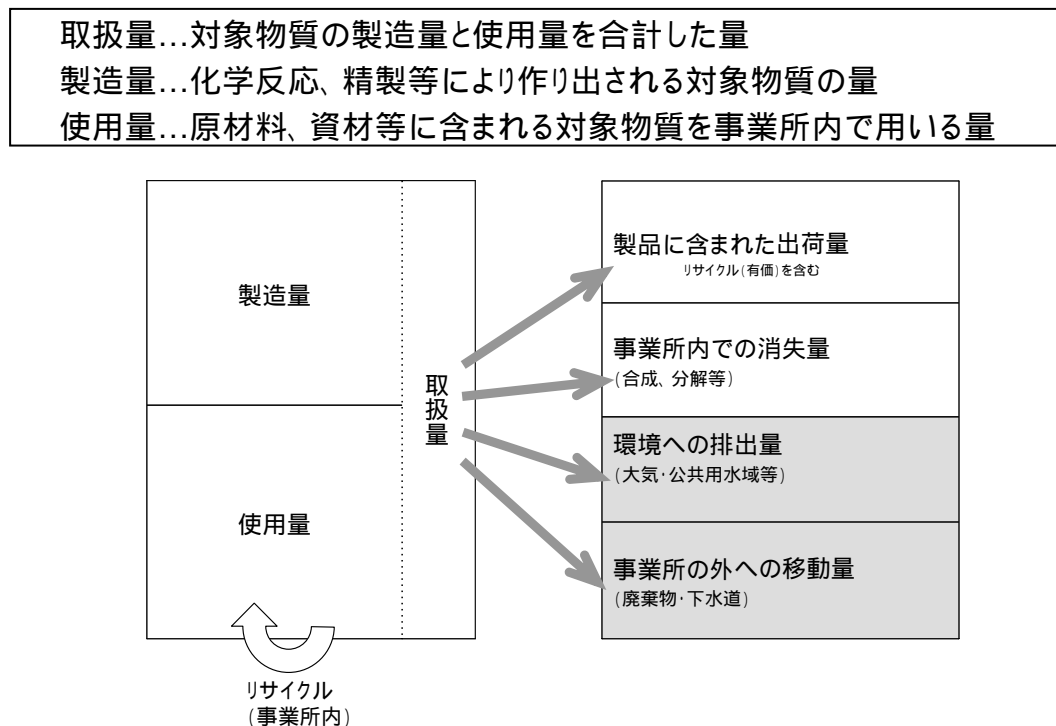 取扱量…対象物質の製造量と使用量を合計した量
製造量…化学反応、精製等により作り出される対象物質の量
使用量…原材料、資材等に含まれる対象物質を事業所内で用いる量
製造量
使用量
取扱量
リサイクル
(事業所内)
製品に含まれた出荷量
リサイクル(有価)を含む
事業所内での消失量
(合成、分解等)
環境への排出量
(大気・公共用水域等)
事業所の外への移動量
(廃棄物・下水道)